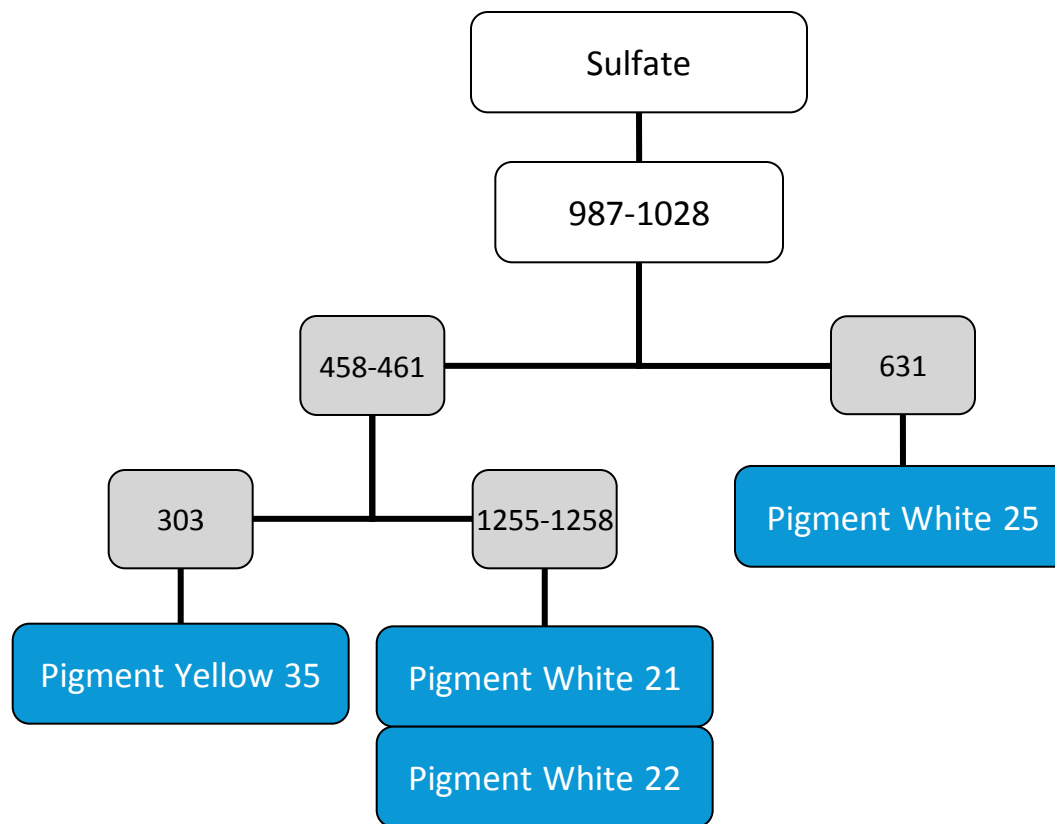 Sulfate
987-1028
458-461
631
303
1255-1258
Pigment White 25
Pigment Yellow 35
Pigment White 21
Pigment White 22